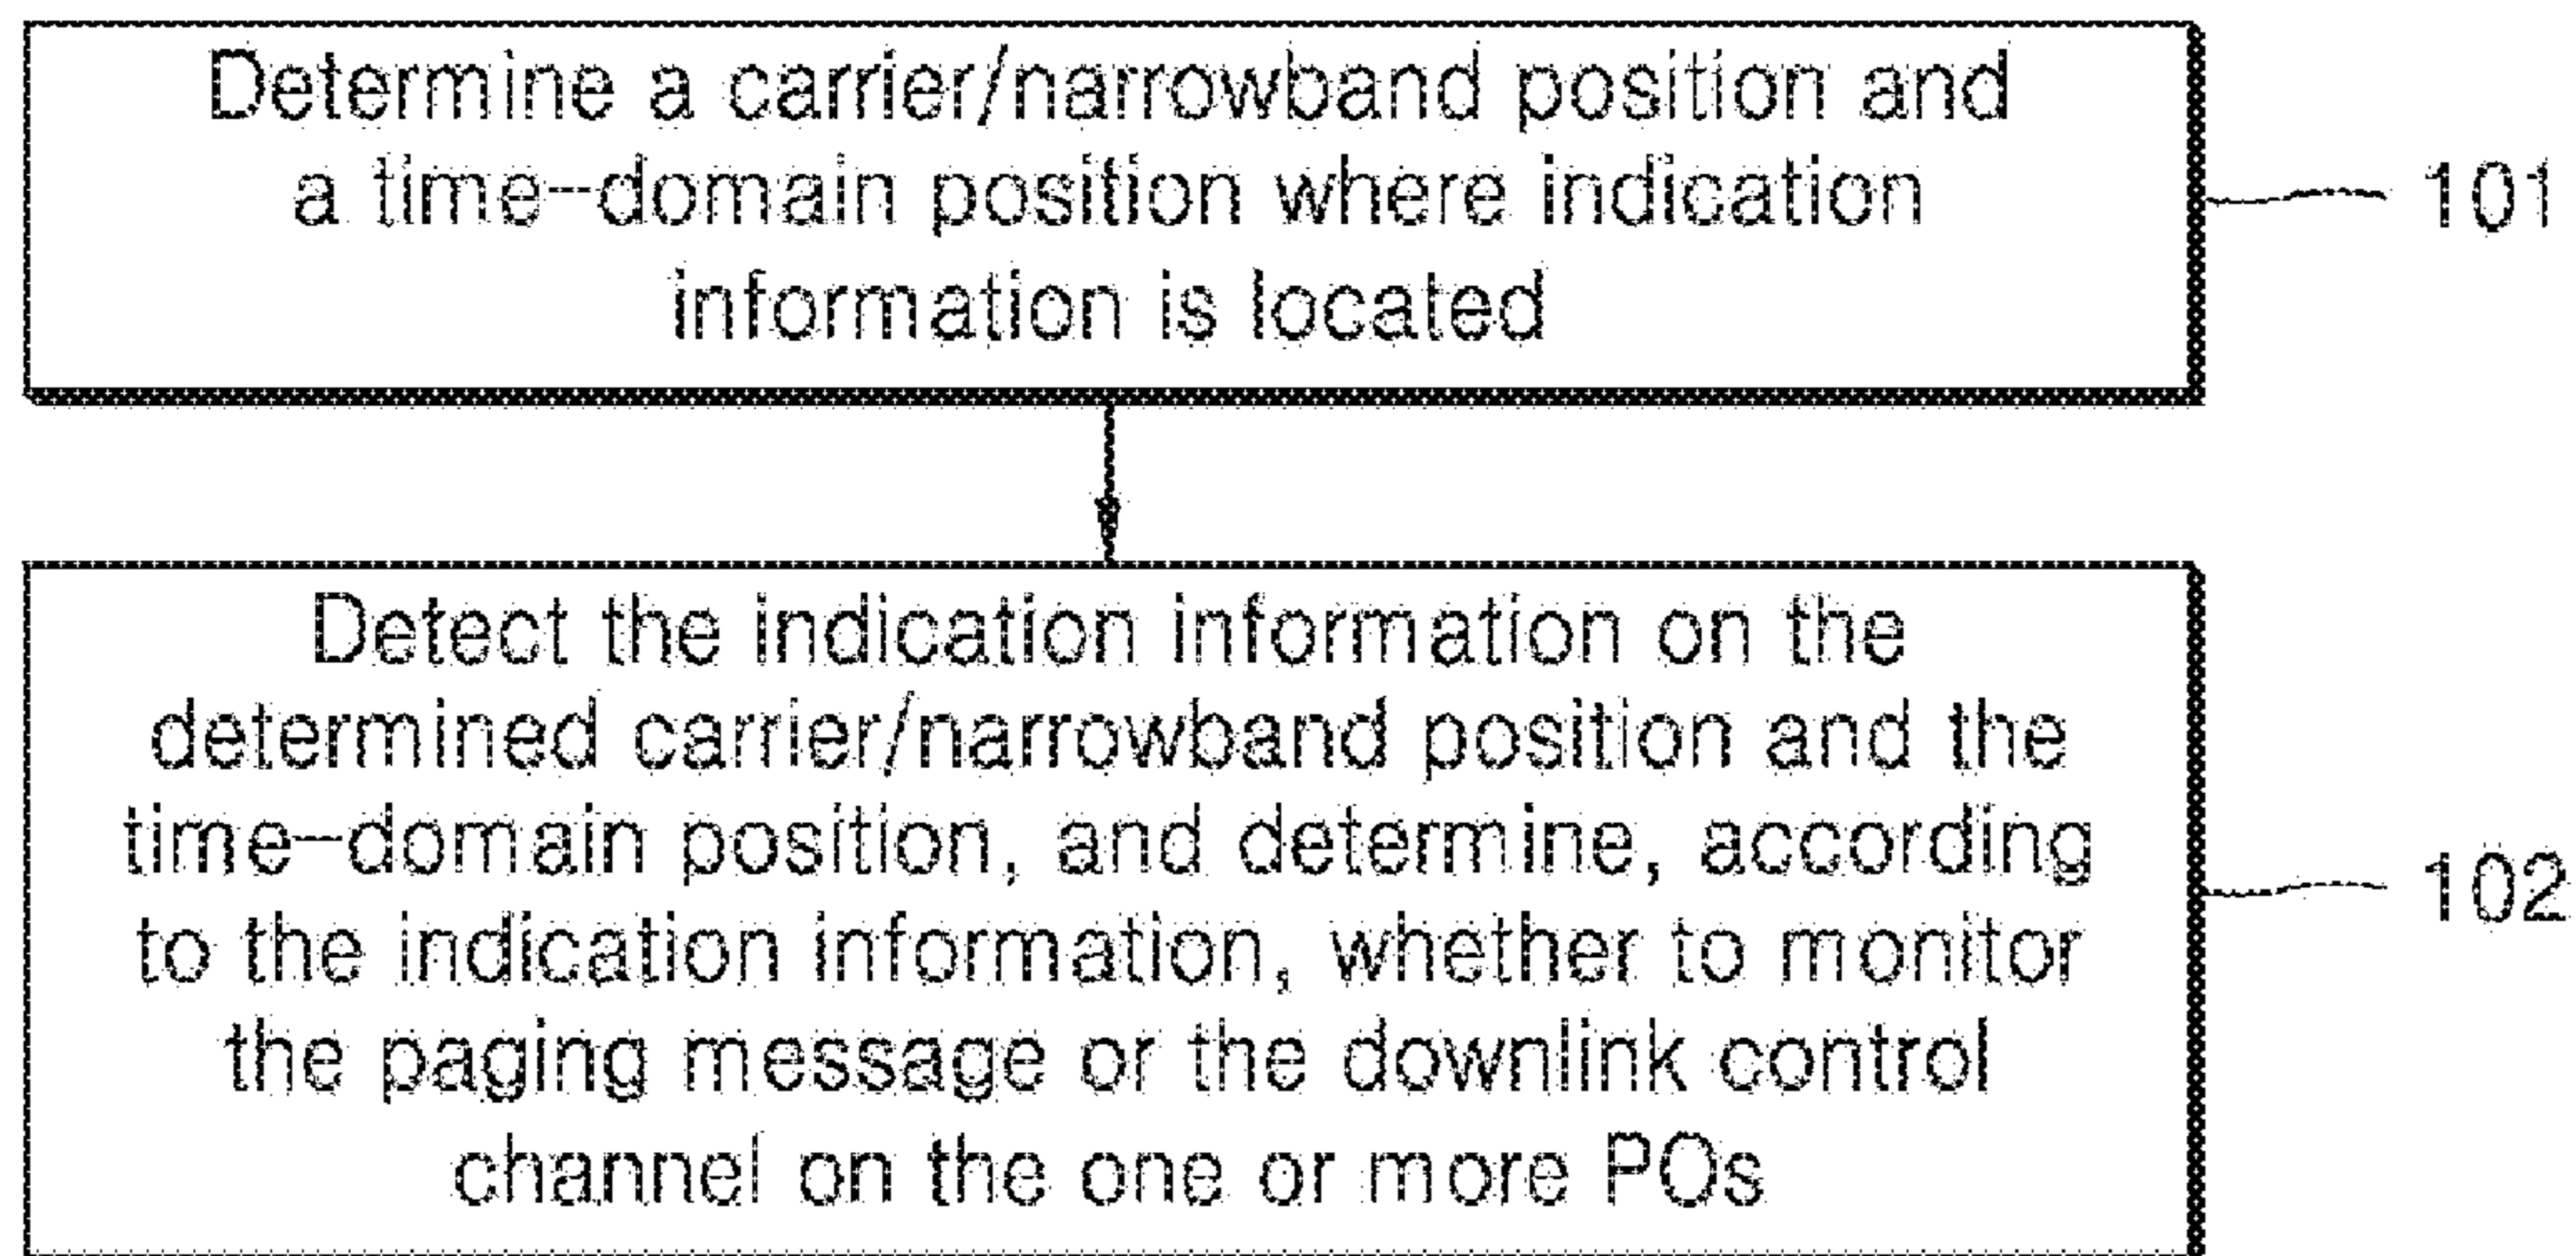 Determine a carrier/narrowband position and
a time-domain position where indication
information is located
101
Detect the indication information on the
determined carrier/narrowband position and the
time-domain position, and determine, according
to the indication information, whether to monitor
the paging message or the downlink control
channel on the one or more POs
102